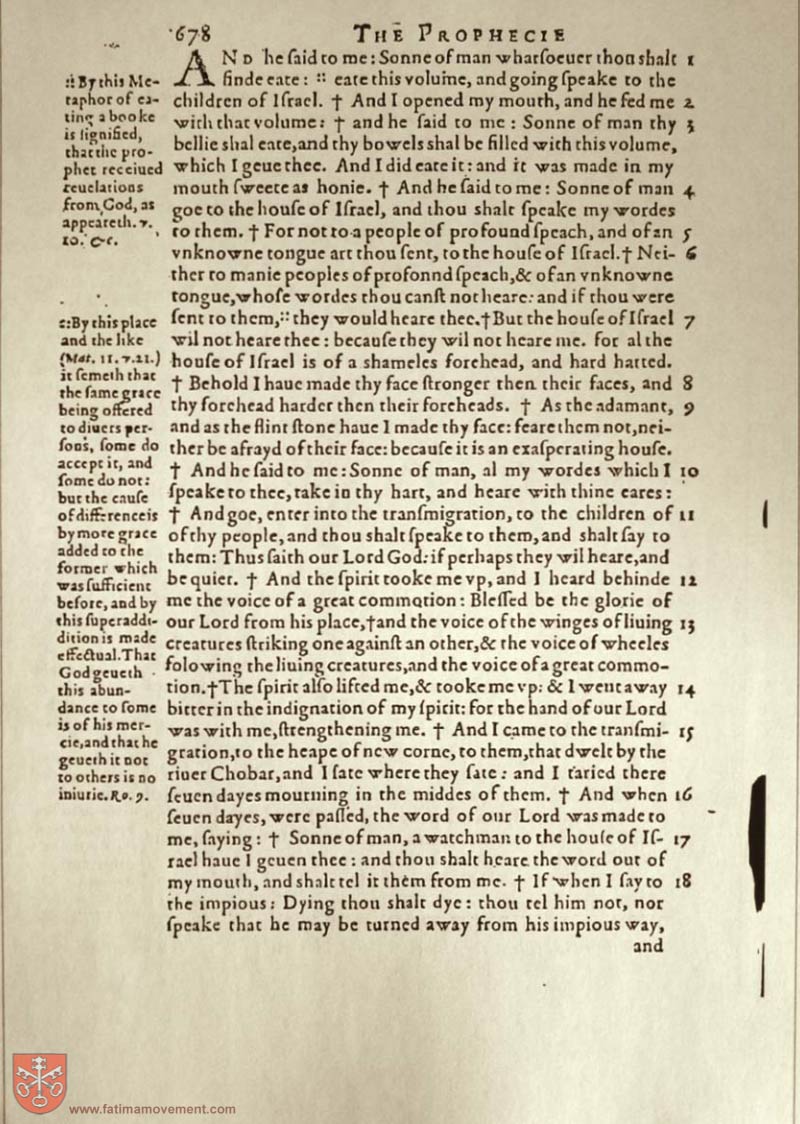 678 THE PROPHECIE
AND he ſaid to me: Sonne of man whatſoeuer thou shalt 1
finde eate: :: eate this volume, and going ſpeake to the
children of Iſrael. † And I opened my mouth, and he fed me 2
with that volume: † and he ſaid to me: Sonne of man thy 3
bellie shal eate, and thy bowels shal be filled with this volume,
which I geue thee. And I did eate it: and it was made in my
mouth ſweete as honie. † And he ſaid to me: Sonne of man 4
goe to the houſe of Iſrael, and thou shalt ſpeake my wordes
to them. † For not to a people of profound ſpeach, and of an 5
vnknowne tongue art thou ſent, to the houſe of Iſrael. † Nei- 6
ther to manie peoples of profonnd ſpeach, & of an vnknowne
tongue, whoſe wordes thou canſt not heare: and if thou were
ſent to them, :: they would heare thee. † But the houſe of Iſrael 7
wil not heare thee: becauſe they wil not heare me. for al the
houſe of Iſrael is of a shameles forehead, and hard hatted.
† Behold I haue made thy face ſtronger then their faces, and 8
thy forehead harder then their foreheads. † As the adamant, 9
and as the flint ſtone haue I made thy face: feare them not, nei-
ther be afrayd of their face: becauſe it is an exaſperating houſe.
† And he ſaid to me: Sonne of man, al my wordes which I 10
ſpeake to thee, take in thy hart, and heare with thine eares:
† And goe, enter into the tranſmigration, to the children of 11
of thy people, and thou shalt ſpeake to them, and shalt ſay to
them: Thus ſaith our Lord God: if perhaps they wil heare, and
be quiet. † And the ſpirit tooke me vp, and I heard behinde 12
me the voice of a great commotion: Bleſſed be the glorie of
our Lord from his place, † and the voice of the winges of liuing 13
creatures ſtriking one againſt an other, & the voice of wheeles
folowing the liuing creatures, and the voice of a great commo-
tion. † The ſpirit alſo lifted me, & tooke me vp: & I went away 14
bitter in the indignation of my ſpirit: for the hand of our Lord
was with me, ſtrengthening me. † And I came to the tranſmi- 15
gration, to the heape of new corne, to them, that dwelt by the
riuer Chobar, and I ſate where they ſate: and I taried there
ſeuen dayes mourning in the middes of them. † And when 16
ſeuen dayes, were paſſed, the word of our Lord was made to
me, ſaying: † Sonne of man, a watchman to the houſe of Iſ- 17
rael haue I geuen thee: and thou shalt heare the word out of
my mouth, and shalt tel it them from me. † If when I ſay to 18
the impious: Dying thou shalt dye: thou tel him not, nor
ſpeake that he may be turned away from his impious way,
and
:: By this Me-
taphor of ea-
ting a booke
is ſignified,
that the pro-
phet receiued
reuelations
from God, as
appeareth. v.
10. &c.
:: By this place
and the like
(Mat. 11. v. 21.)
it ſemeth that
the ſame grace
being offered
to diuers per-
ſons, ſome do
accept it, and
ſome do not:
but the cauſe
of difference is
by more grace
added to the
former which
was ſufficient
before, and by
this ſuperaddi-
dition is made
effectual. That
God geueth
this abun-
dance to ſome
is of his mer-
cie, and that he
geueth it not
to others is no
iniurie. Ro. 9.
www.fatimamovement.com